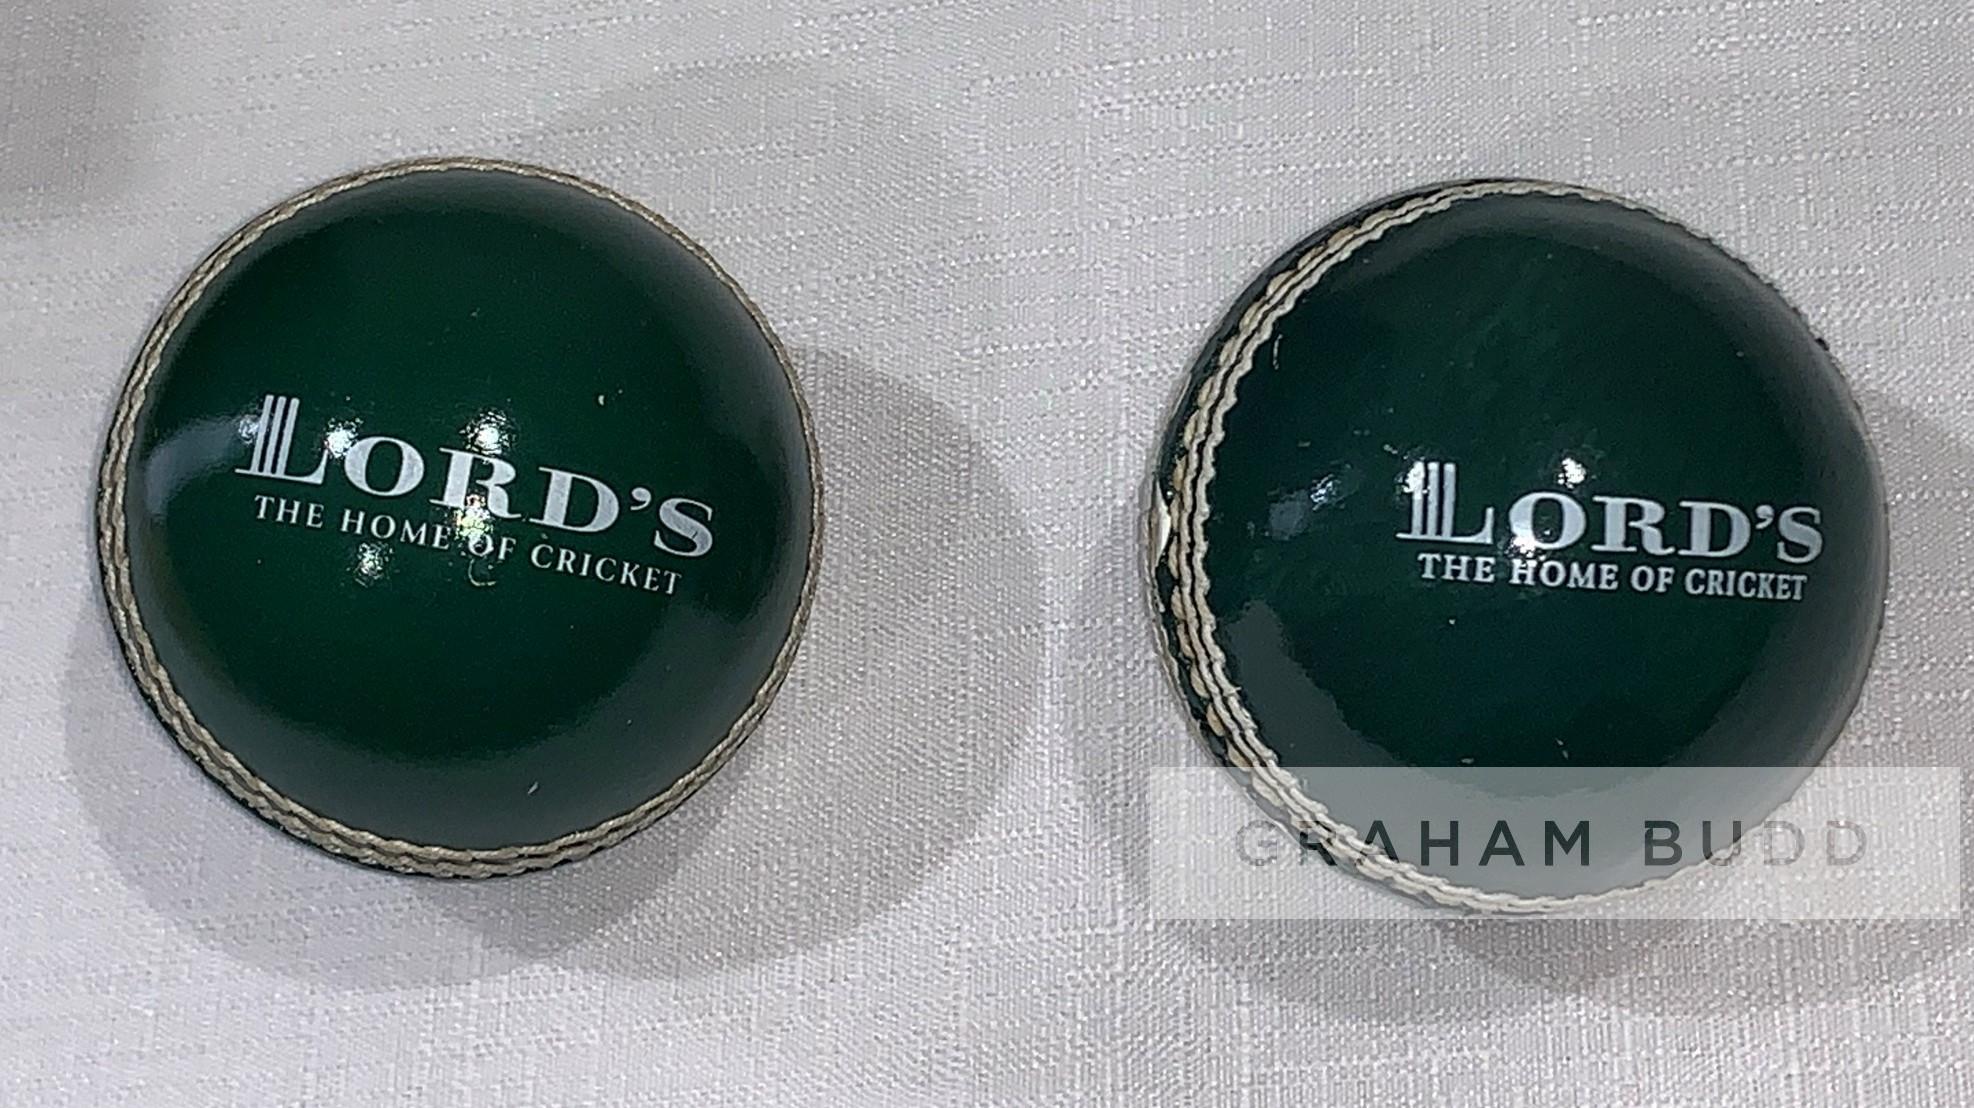 LORD'S
THE HOME OF CRICKET
LORD'S
THE HOME OF CRICKET
GRAHAM BUDD